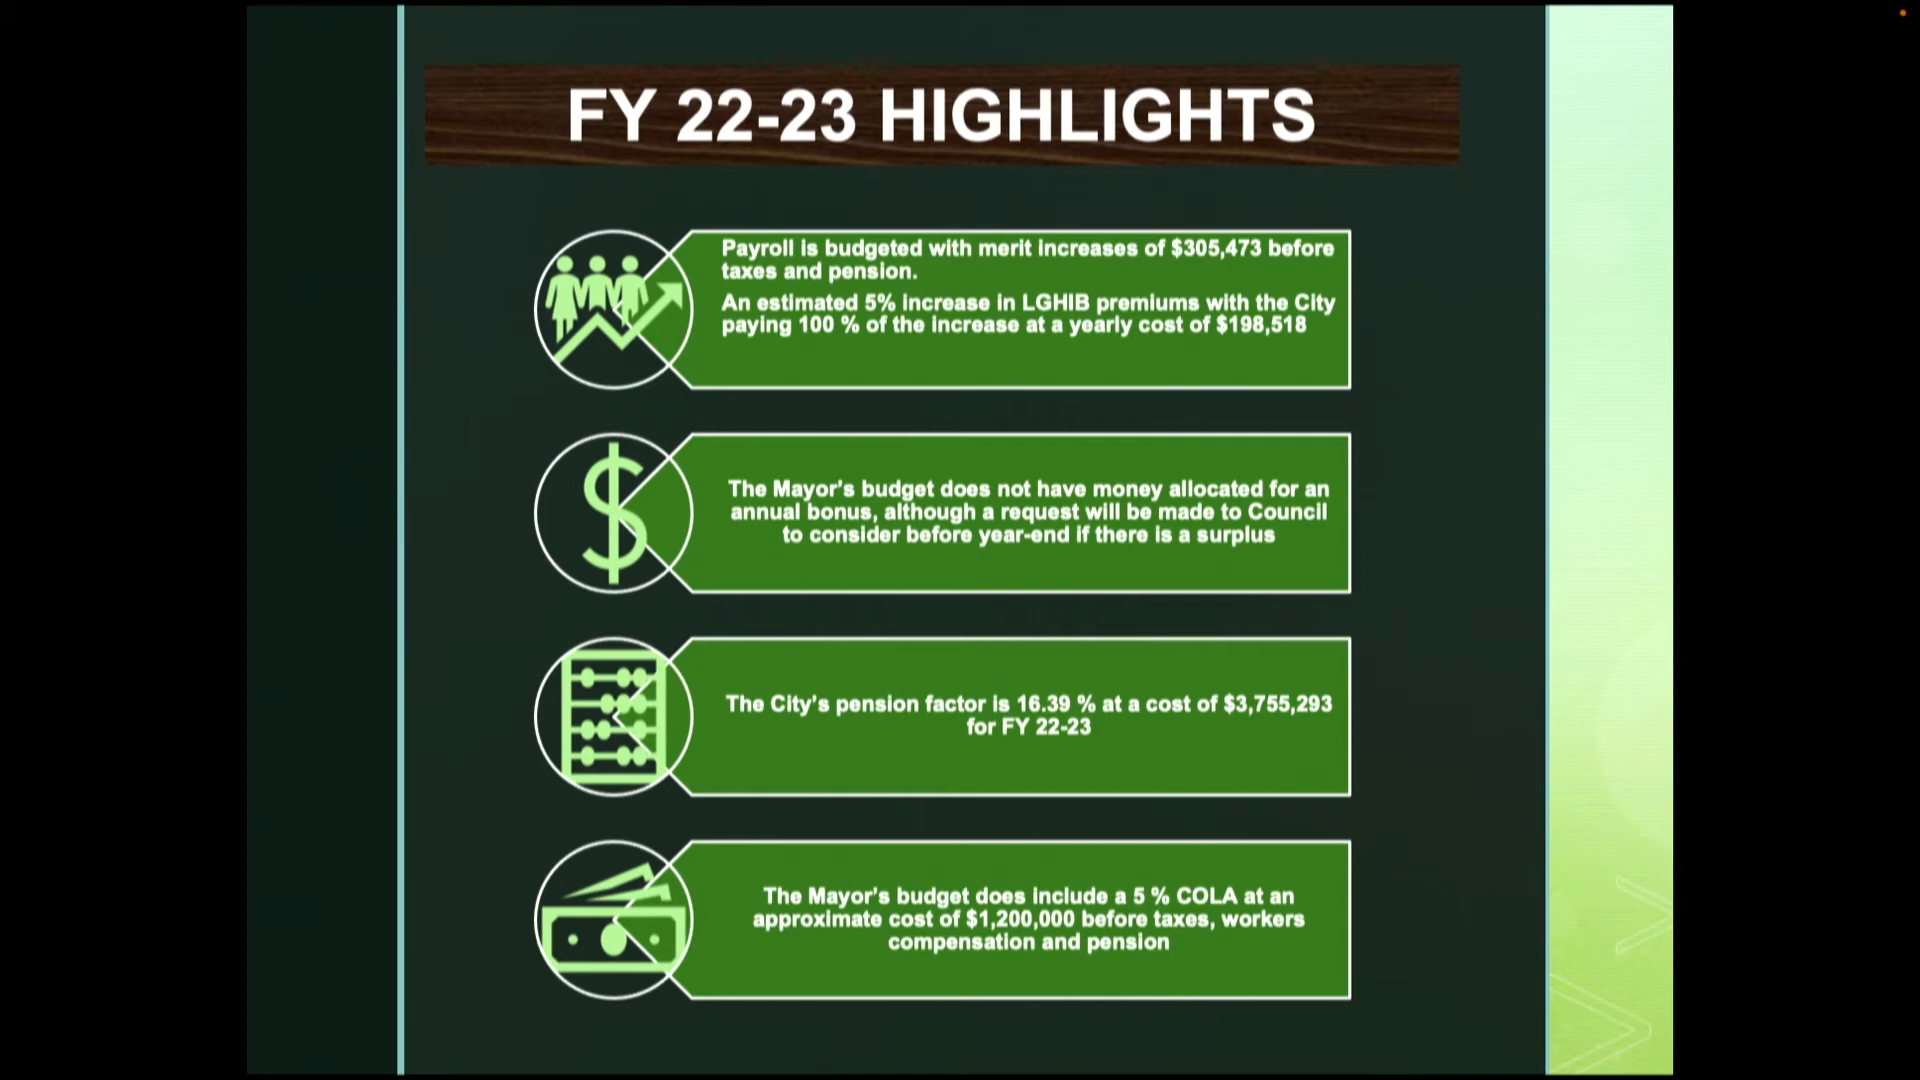 FY 22-23 HIGHLIGHTS
Payroll is budgeted with merit increases of $305,473 before
taxes and pension.
An estimated 5% increase in LGHIB premiums with the City
paying 100 % of the increase at a yearly cost of $198,518
The Mayor's budget does not have money allocated for an
annual bonus, although a request will be made to Council
to consider before year-end if there is a surplus
The City's pension factor is 16.39 % at a cost of $3,755,293
for FY 22-23
The Mayor's budget does include a 5 % COLA at an
approximate cost of $1,200,000 before taxes, workers
compensation and pension